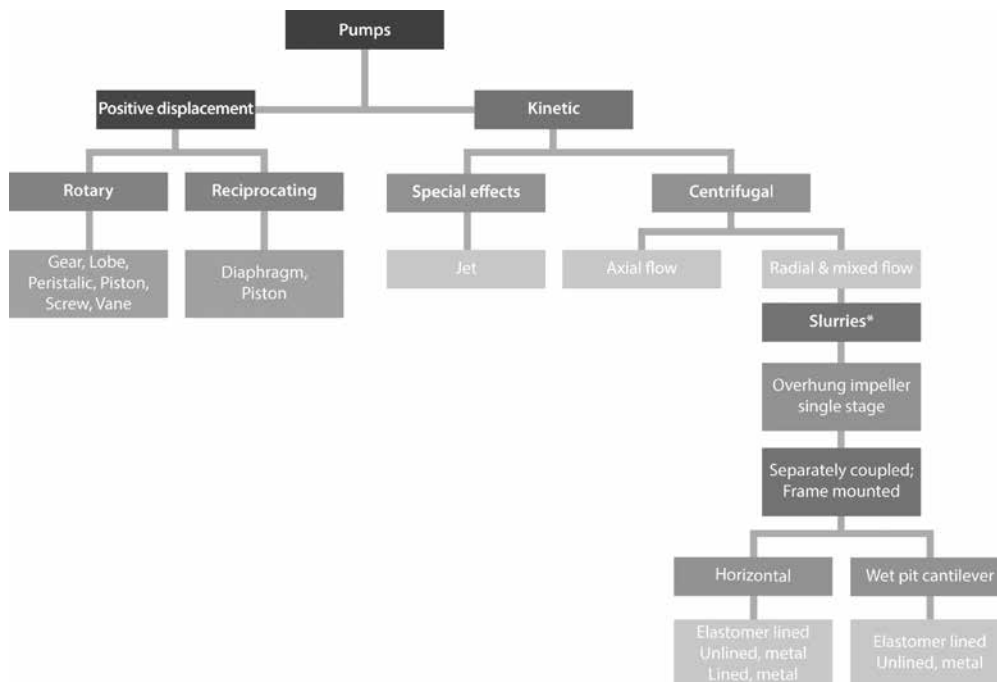 Pumps
Positive displacement
Kinetic
Rotary
Reciprocating
Special effects
Centrifugal
Gear, Lobe,
Peristalic, Piston,
Screw, Vane
Diaphragm,
Piston
Jet
Axial flow
Radial & mixed flow
Slurries*
Overhung impeller
single stage
Separately coupled;
Frame mounted
Horizontal
Wet pit cantilever
Elastomer lined
Unlined, metal
Lined, metal
Elastomer lined
Unlined, metal